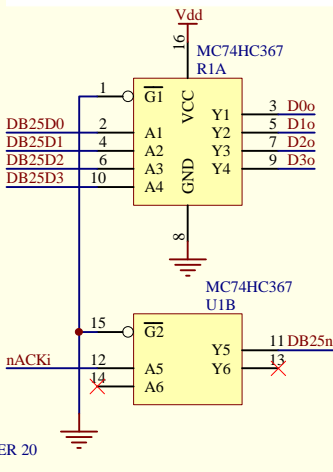 Vdd
16
MC74HC367
R1A
1 G1 VCC
Y1 3 D0o
DB25D0 2 A1 Y2 5 D1o
DB25D1 4 A2 Y3 7 D2o
DB25D2 6 A3 Y4 9 D3o
DB25D3 10 A4 GND
8
MC74HC367
U1B
15 G2
Y5 11 DB25n
nACKi 12 A5 Y6 13
14 A6
ER 20